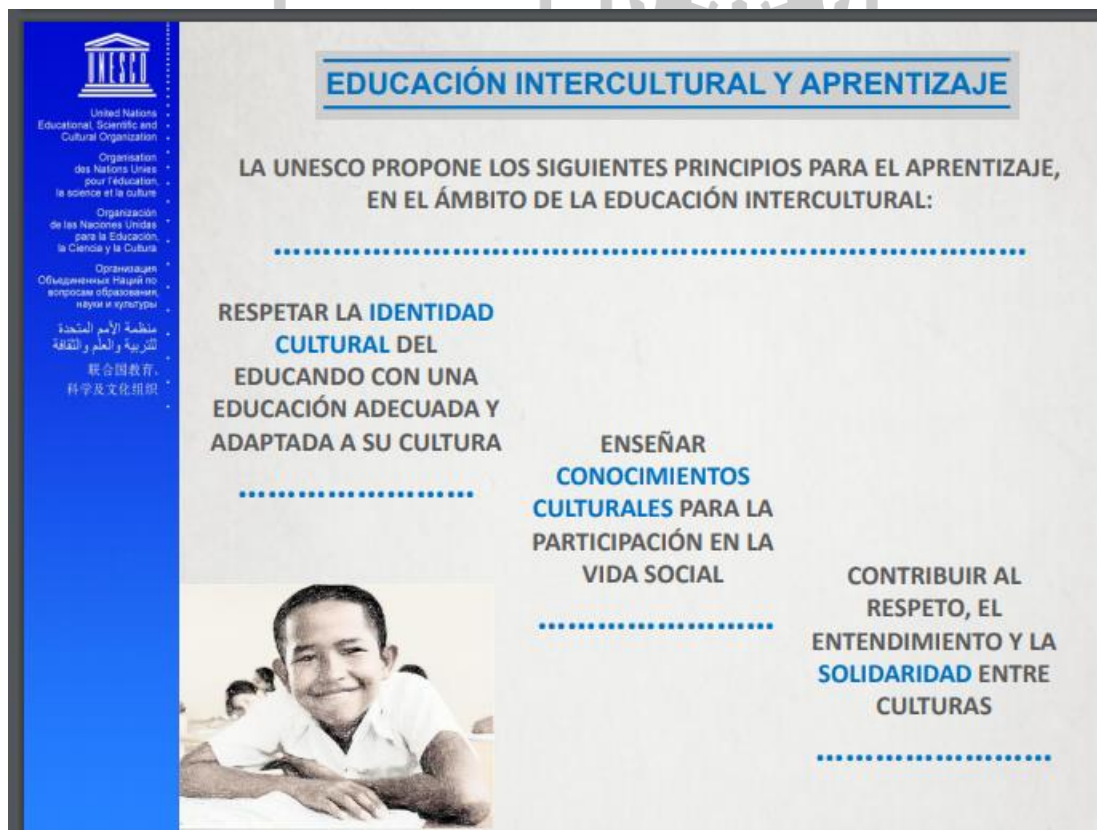 UNESCO
United Nations
Educational, Scientific and
Cultural Organization
Organisation
des Nations Unies
pour l'éducation,
la science et la culture
Organización
de las Naciones Unidas
para la Educación,
la Ciencia y la Cultura
Организация
Объединенных Наций по
вопросам образования,
науки и культуры
منظمة الأمم المتحدة
للتربية والعلم والثقافة
联合国教育、
科学及文化组织
EDUCACIÓN INTERCULTURAL Y APRENTIZAJE
LA UNESCO PROPONE LOS SIGUIENTES PRINCIPIOS PARA EL APRENTIZAJE,
EN EL ÁMBITO DE LA EDUCACIÓN INTERCULTURAL:
RESPETAR LA IDENTIDAD
CULTURAL DEL
EDUCANDO CON UNA
EDUCACIÓN ADECUADA Y
ADAPTADA A SU CULTURA
ENSEÑAR
CONOCIMIENTOS
CULTURALES PARA LA
PARTICIPACIÓN EN LA
VIDA SOCIAL
CONTRIBUIR AL
RESPETO, EL
ENTENDIMIENTO Y LA
SOLIDARIDAD ENTRE
CULTURAS